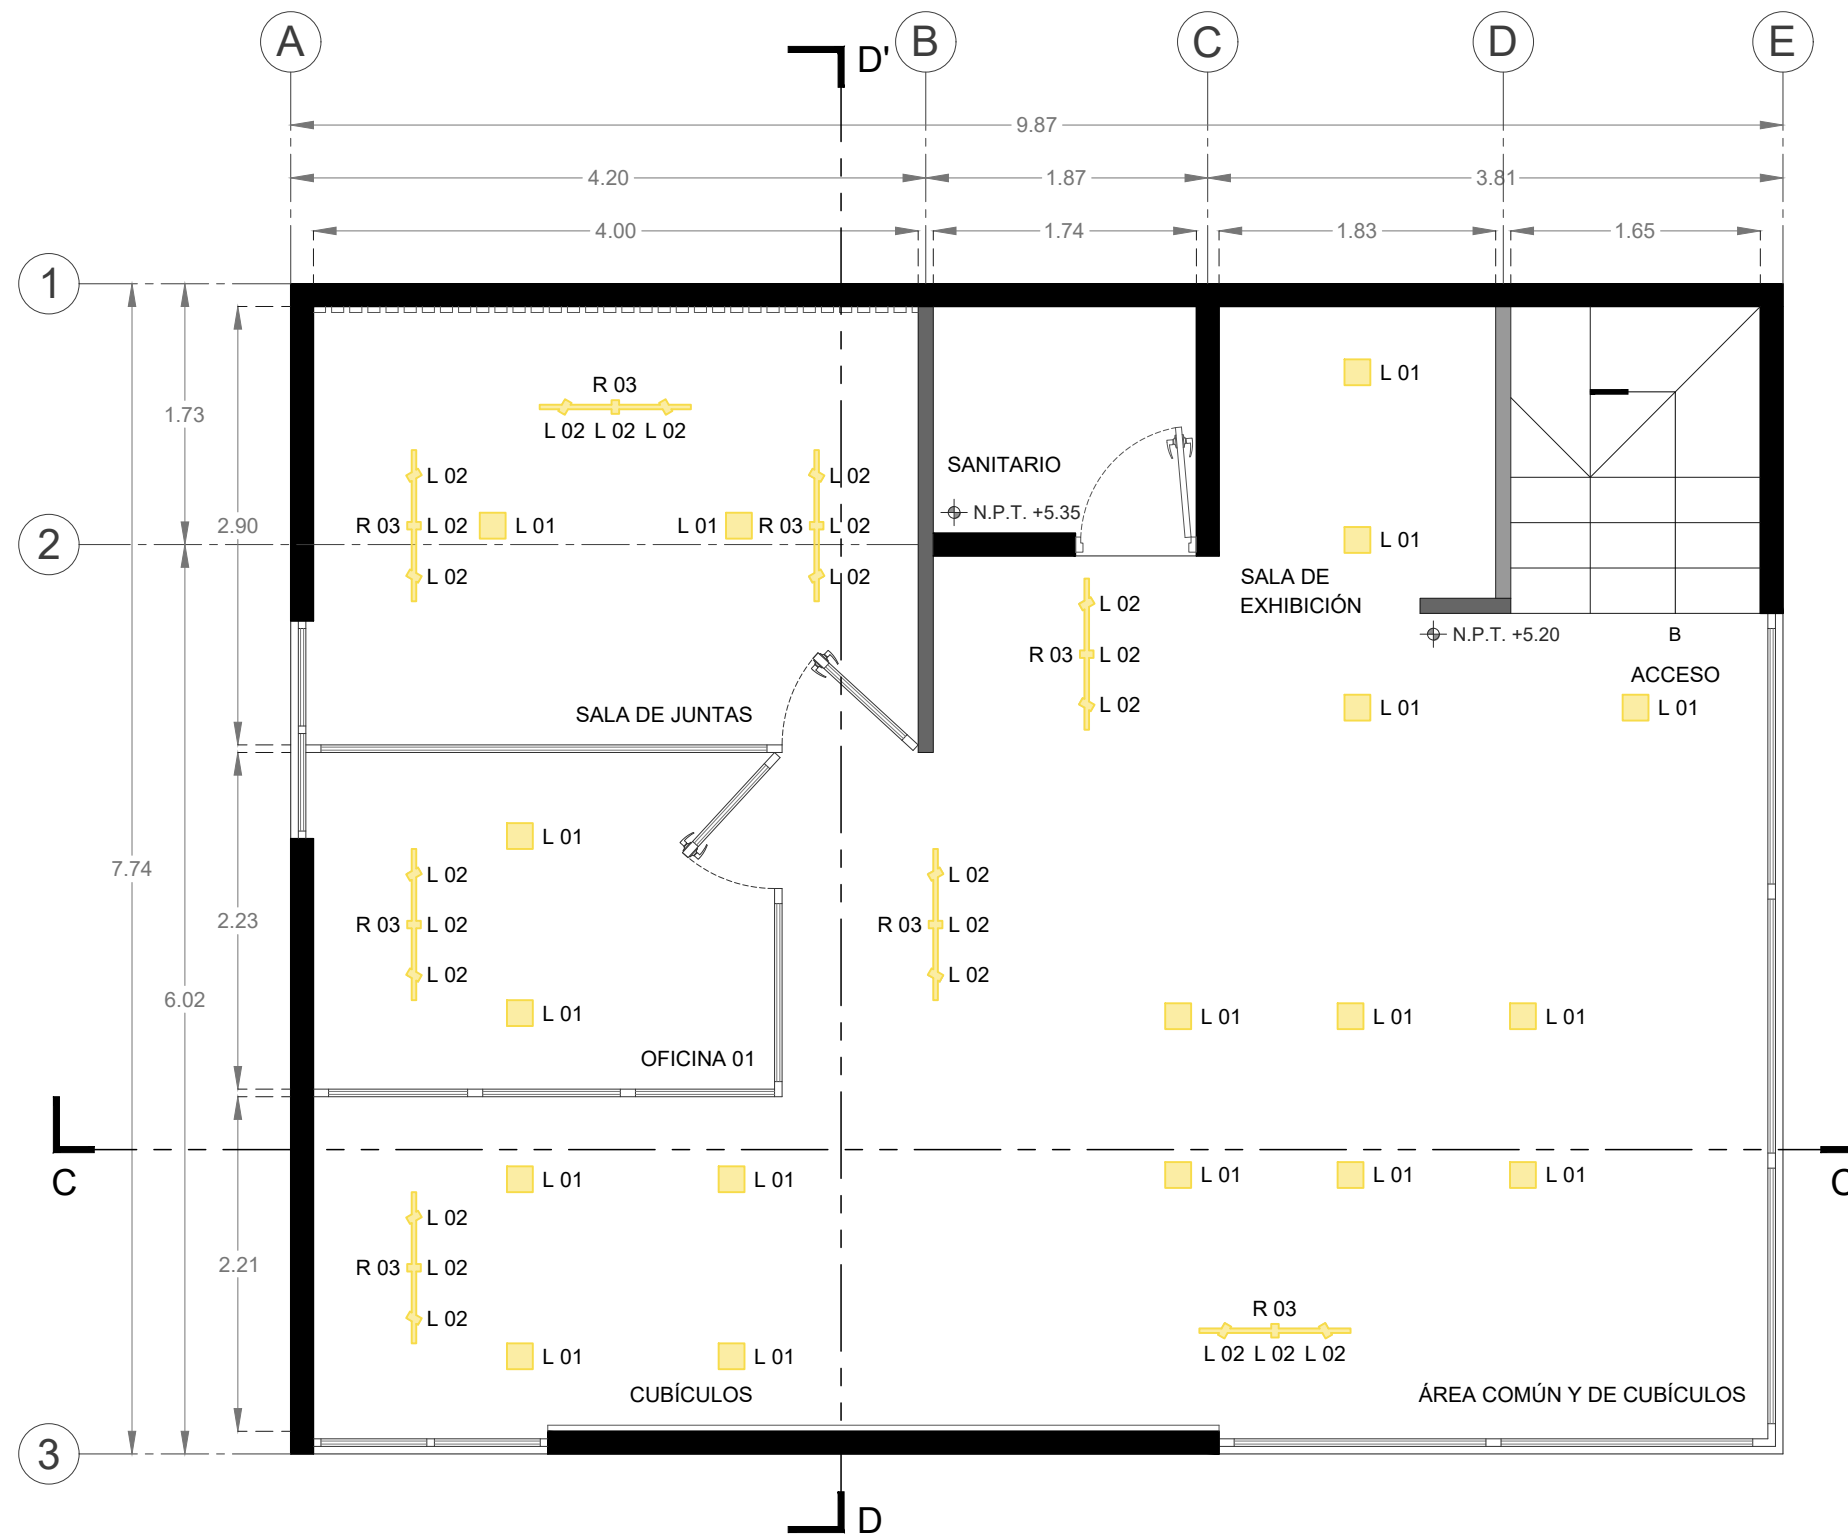 A
B
C
D
E
D'
9.87
4.20
1.87
3.81
4.00
1.74
1.83
1.65
1
L 01
R 03
L 02 L 02 L 02
1.73
SANITARIO
L 02
L 02
N.P.T. +5.35
2.90
R 03 L 02 L 01
L 01 R 03 L 02
L 01
2
L 02
L 02
SALA DE
EXHIBICIÓN
L 02
N.P.T. +5.20
B
R 03 L 02
ACCESO
L 02
L 01
L 01
SALA DE JUNTAS
L 01
7.74
L 02
L 02
2.23
R 03 L 02
R 03 L 02
L 02
L 02
6.02
L 01
L 01
L 01
L 01
OFICINA 01
C
C
L 01
L 01
L 01
L 01
L 01
L 02
2.21
R 03 L 02
L 02
R 03
L 02 L 02 L 02
L 01
L 01
CUBÍCULOS
ÁREA COMÚN Y DE CUBÍCULOS
3
D